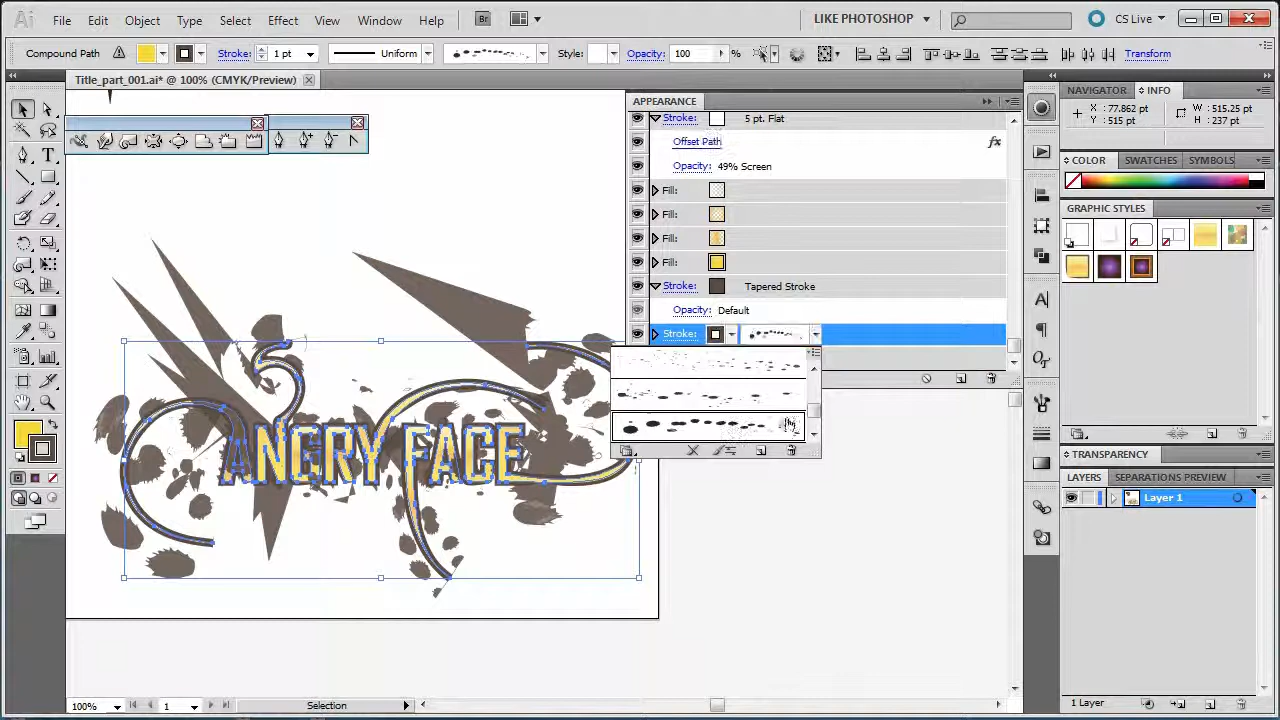 Ai File Edit Object Type Select Effect View Window Help Br LIKE PHOTOSHOP CS Live
Compound Path Stroke: 1 pt Uniform Style: Opacity: 100 % Transform
Title_part_001.ai* @ 100% (CMYK/Preview)
APPEARANCE
Stroke: 5 pt. Flat
Offset Path fx
Opacity: 49% Screen
Fill:
Fill:
Fill:
Fill:
Stroke: Tapered Stroke
Opacity: Default
Stroke:
NAVIGATOR INFO
X: 77.862 pc
Y: 515 pt
W: 515.25 pt
H: 237 pt
COLOR SWATCHES SYMBOLS
GRAPHIC STYLES
TRANSPARENCY
LAYERS SEPARATIONS PREVIEW
Layer 1
1 Layer
ANGRY FACE
100% 1 Selection